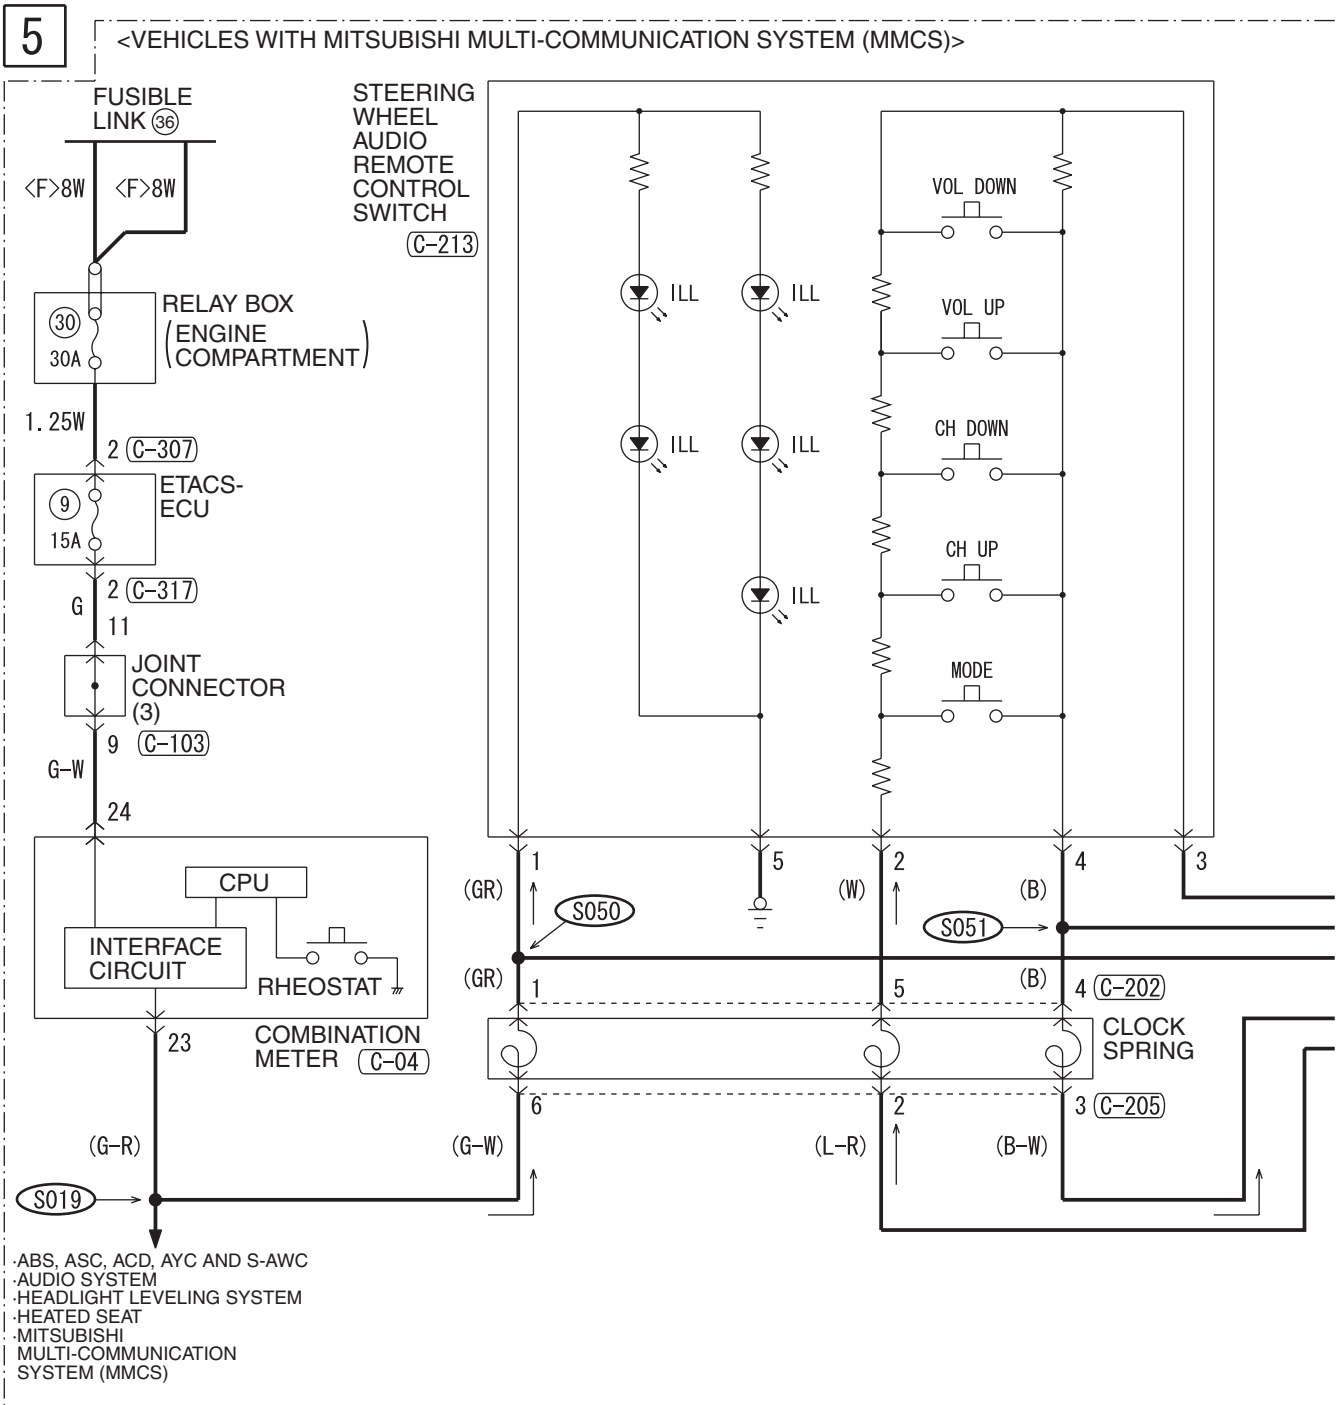 5
<VEHICLES WITH MITSUBISHI MULTI-COMMUNICATION SYSTEM (MMCS)>
FUSIBLE
LINK 36
<F>8W
<F>8W
30
30A
RELAY BOX
(ENGINE
COMPARTMENT)
1.25W
2 C-307
9
15A
ETACS-
ECU
2 C-317
G
11
JOINT
CONNECTOR
(3)
9 C-103
G-W
24
CPU
INTERFACE
CIRCUIT
RHEOSTAT
23
COMBINATION
METER C-04
(G-R)
S019
·ABS, ASC, ACD, AYC AND S-AWC
·AUDIO SYSTEM
·HEADLIGHT LEVELING SYSTEM
·HEATED SEAT
·MITSUBISHI
MULTI-COMMUNICATION
SYSTEM (MMCS)
STEERING
WHEEL
AUDIO
REMOTE
CONTROL
SWITCH
C-213
ILL
ILL
ILL
ILL
ILL
VOL DOWN
VOL UP
CH DOWN
CH UP
MODE
1
5
2
4
3
(GR)
(W)
(B)
S050
S051
(GR)
(B)
1
5
4 C-202
CLOCK
SPRING
6
2
3 C-205
(G-W)
(L-R)
(B-W)